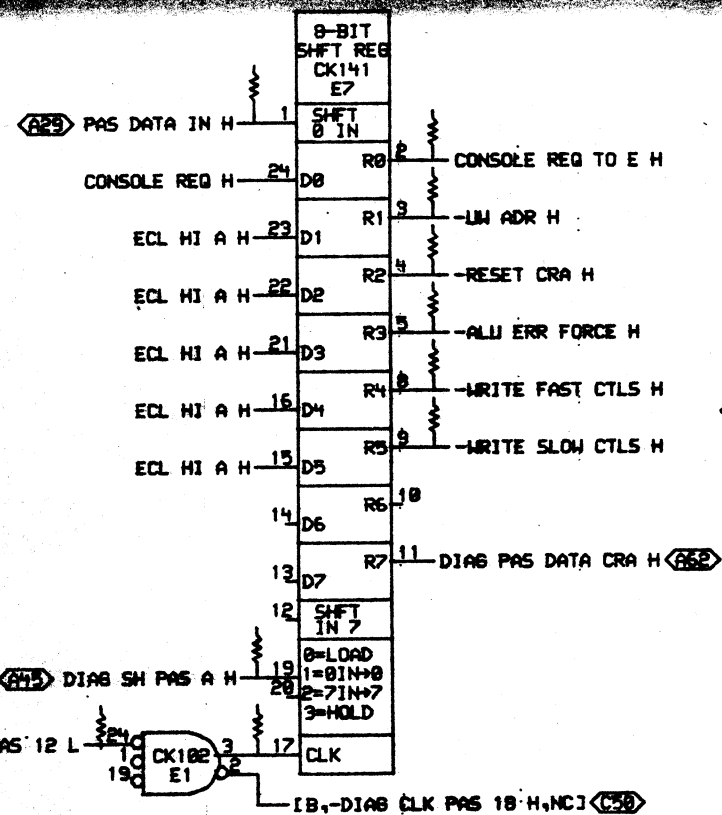 8-BIT
SHFT REG
CK141
E7
A29 PAS DATA IN H 1 SHFT
0 IN
R0 2 CONSOLE REQ TO E H
CONSOLE REQ H 24 D0
R1 3 -UW ADR H
ECL HI A H 23 D1
R2 4 -RESET CRA H
ECL HI A H 22 D2
R3 5 -ALU ERR FORCE H
ECL HI A H 21 D3
R4 -WRITE FAST CTLS H
ECL HI A H 16 D4
R5 9 -WRITE SLOW CTLS H
ECL HI A H 15 D5
R6 10
14 D6
R7 11 DIAG PAS DATA CRA H A62
13 D7
12 SHFT
IN 7
0=LOAD
A45 DIAG SH PAS A H 19 1=0IN→0
20 2=7IN→7
3=HOLD
AS 12 L 24
1 CK102 3 17 CLK
19 E1 2
[B,-DIAG CLK PAS 18 H,NC] C50